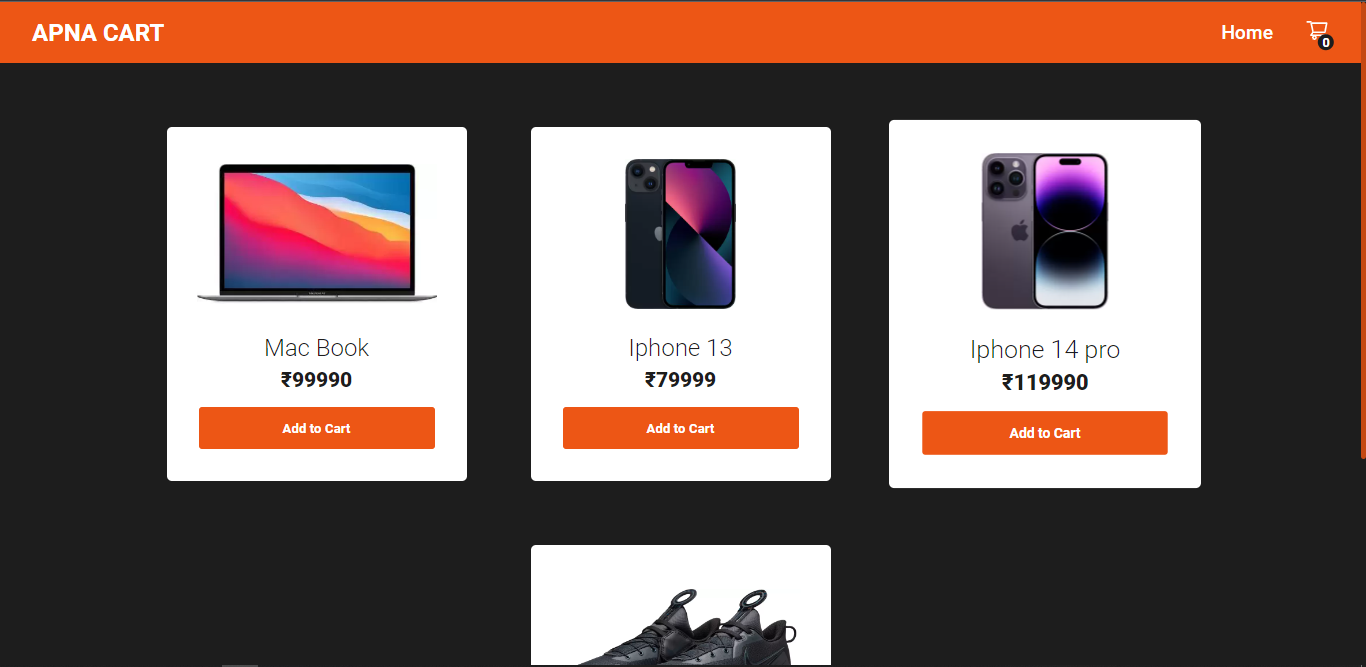 APNA CART
Home
0
Mac Book
₹99990
Add to Cart
Iphone 13
₹79999
Add to Cart
Iphone 14 pro
₹119990
Add to Cart